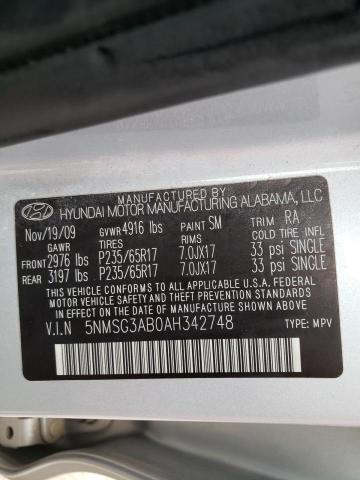 MANUFACTURED BY
HYUNDAI MOTOR MANUFACTURING ALABAMA, LLC
Nov/19/09 GVWR 4916 lbs PAINT SM TRIM RA
GAWR TIRES RIMS COLD TIRE INFL
FRONT 2976 lbs P235/65R17 7.0JX17 33 psi SINGLE
REAR 3197 lbs P235/65R17 7.0JX17 33 psi SINGLE
THIS VEHICLE CONFORMS TO ALL APPLICABLE U.S.A. FEDERAL
MOTOR VEHICLE SAFETY, BUMPER, AND THEFT PREVENTION STANDARDS
IN EFFECT ON THE DATE OF MANUFACTURE SHOWN ABOVE
V.I.N 5NMSG3AB0AH342748 TYPE: MPV